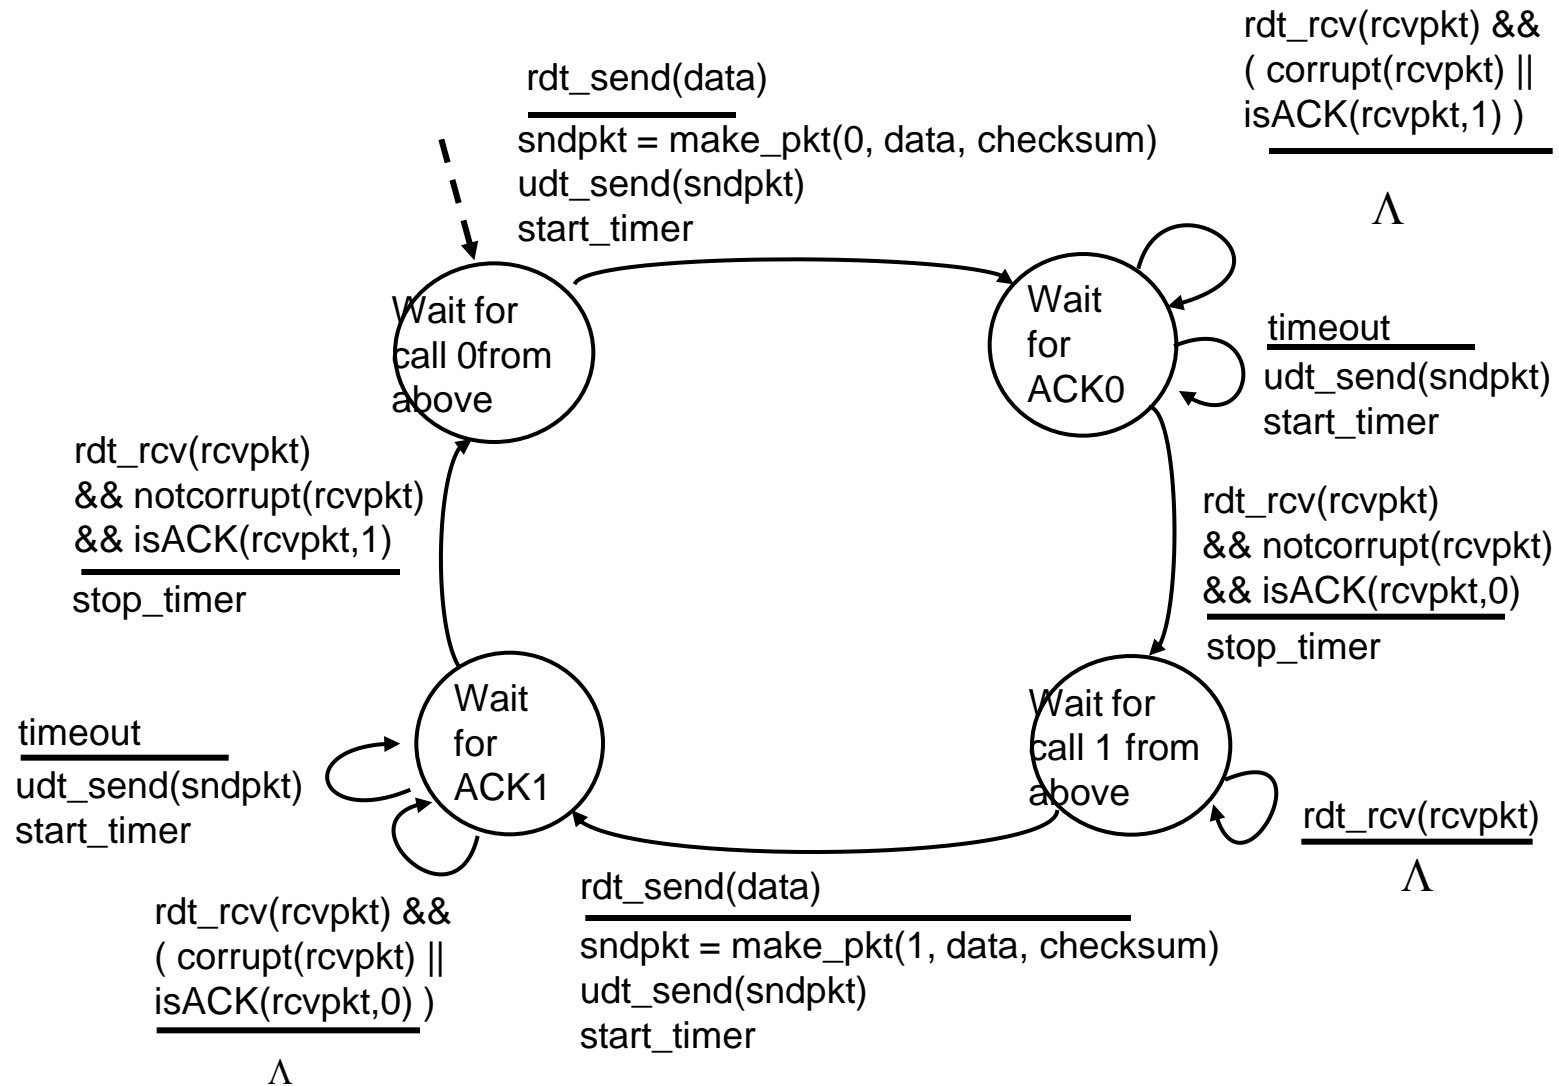 rdt_send(data)
sndpkt = make_pkt(0, data, checksum)
udt_send(sndpkt)
start_timer
rdt_rcv(rcvpkt) &&
( corrupt(rcvpkt) ||
isACK(rcvpkt,1) )
Λ
Wait for
call 0from
above
Wait
for
ACK0
timeout
udt_send(sndpkt)
start_timer
rdt_rcv(rcvpkt)
&& notcorrupt(rcvpkt)
&& isACK(rcvpkt,1)
stop_timer
rdt_rcv(rcvpkt)
&& notcorrupt(rcvpkt)
&& isACK(rcvpkt,0)
stop_timer
Wait
for
ACK1
Wait for
call 1 from
above
timeout
udt_send(sndpkt)
start_timer
rdt_rcv(rcvpkt)
Λ
rdt_rcv(rcvpkt) &&
( corrupt(rcvpkt) ||
isACK(rcvpkt,0) )
Λ
rdt_send(data)
sndpkt = make_pkt(1, data, checksum)
udt_send(sndpkt)
start_timer